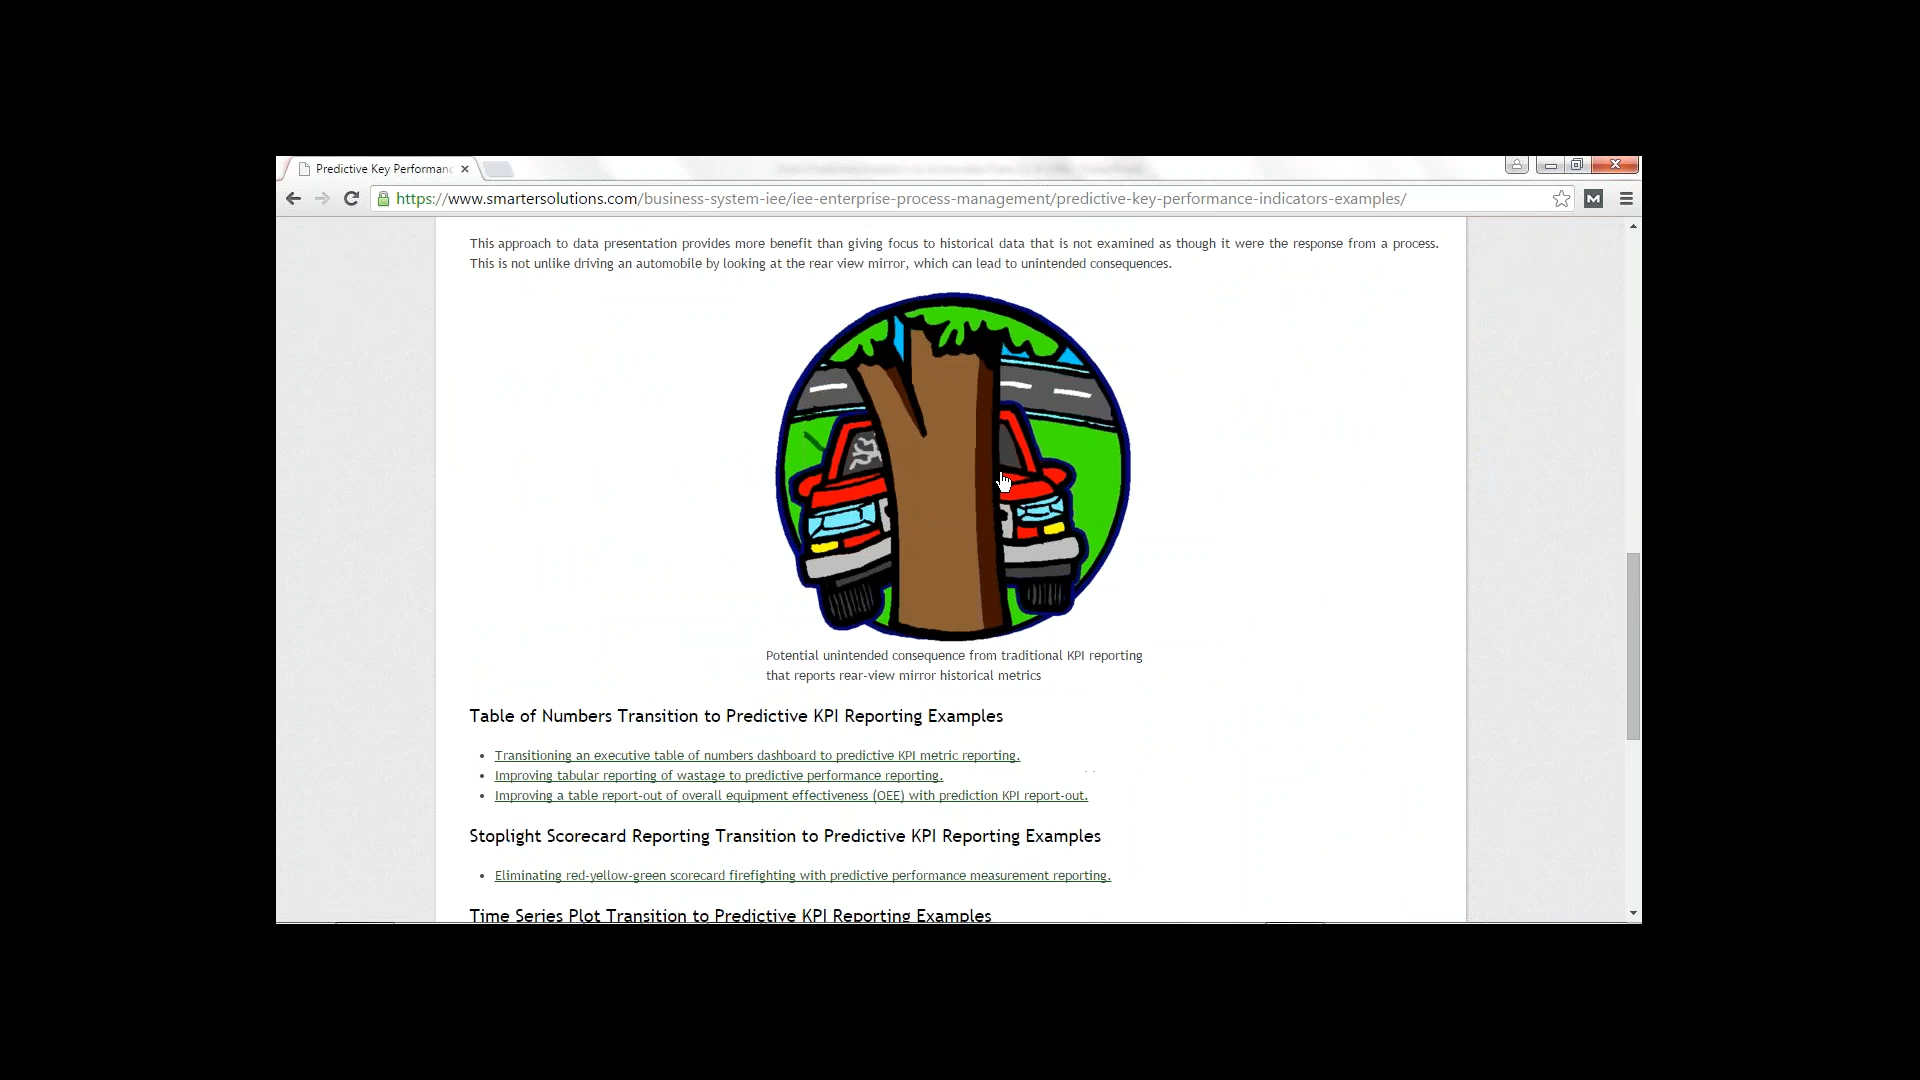 Predictive Key Performanc
https://www.smartersolutions.com/business-system-iee/iee-enterprise-process-management/predictive-key-performance-indicators-examples/
This approach to data presentation provides more benefit than giving focus to historical data that is not examined as though it were the response from a process.
This is not unlike driving an automobile by looking at the rear view mirror, which can lead to unintended consequences.
Potential unintended consequence from traditional KPI reporting
that reports rear-view mirror historical metrics
Table of Numbers Transition to Predictive KPI Reporting Examples
• Transitioning an executive table of numbers dashboard to predictive KPI metric reporting.
• Improving tabular reporting of wastage to predictive performance reporting.
• Improving a table report-out of overall equipment effectiveness (OEE) with prediction KPI report-out.
Stoplight Scorecard Reporting Transition to Predictive KPI Reporting Examples
• Eliminating red-yellow-green scorecard firefighting with predictive performance measurement reporting.
Time Series Plot Transition to Predictive KPI Reporting Examples